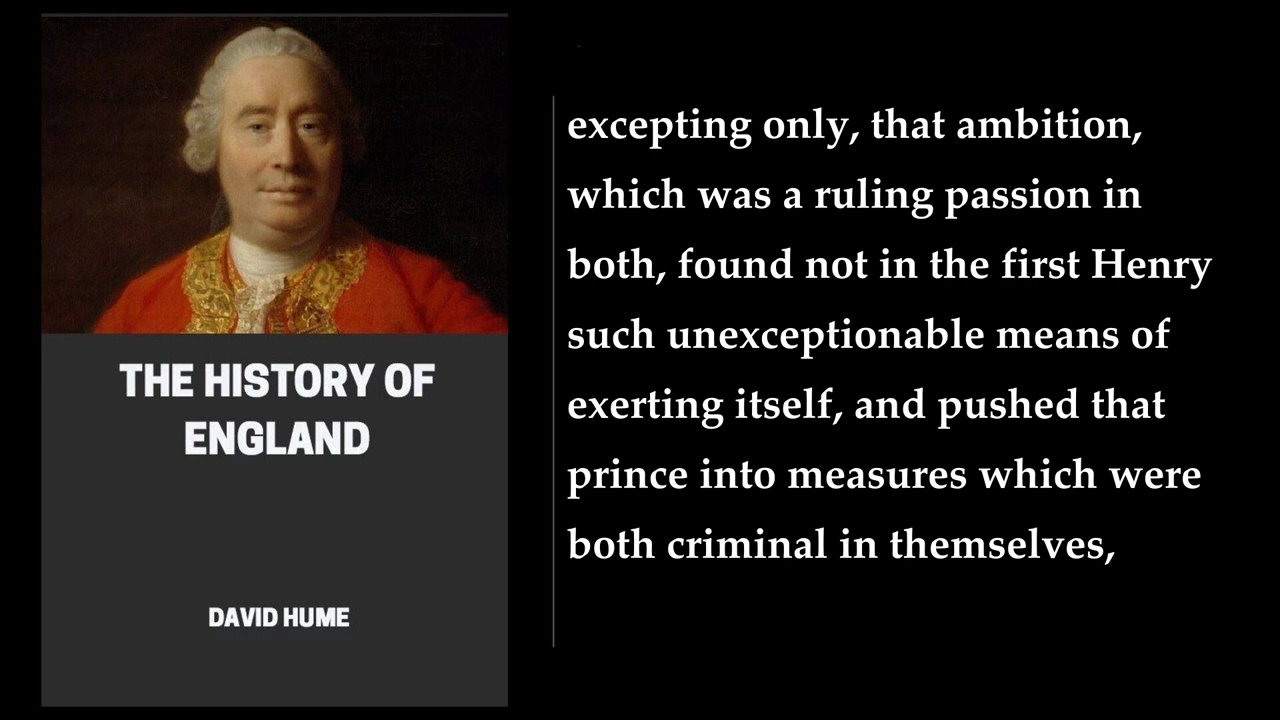 THE HISTORY OF
ENGLAND
DAVID HUME
excepting only, that ambition,
which was a ruling passion in
both, found not in the first Henry
such unexceptionable means of
exerting itself, and pushed that
prince into measures which were
both criminal in themselves,